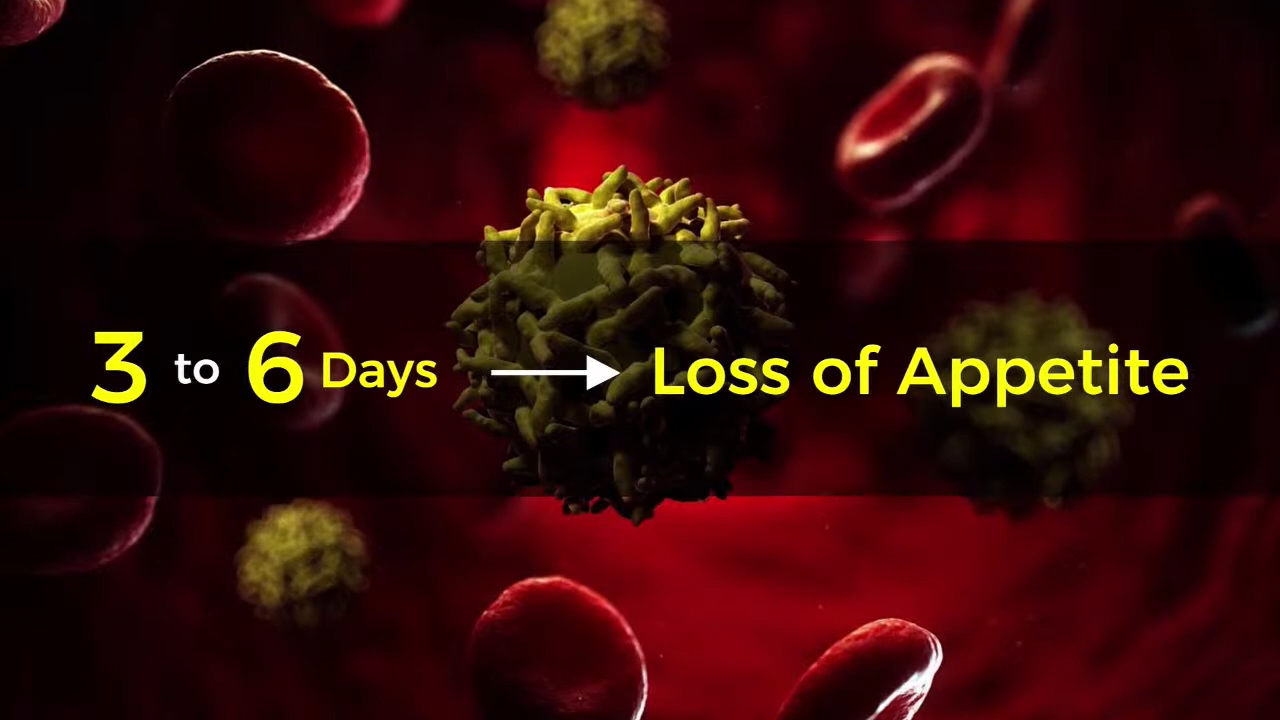 3 to 6 Days → Loss of Appetite